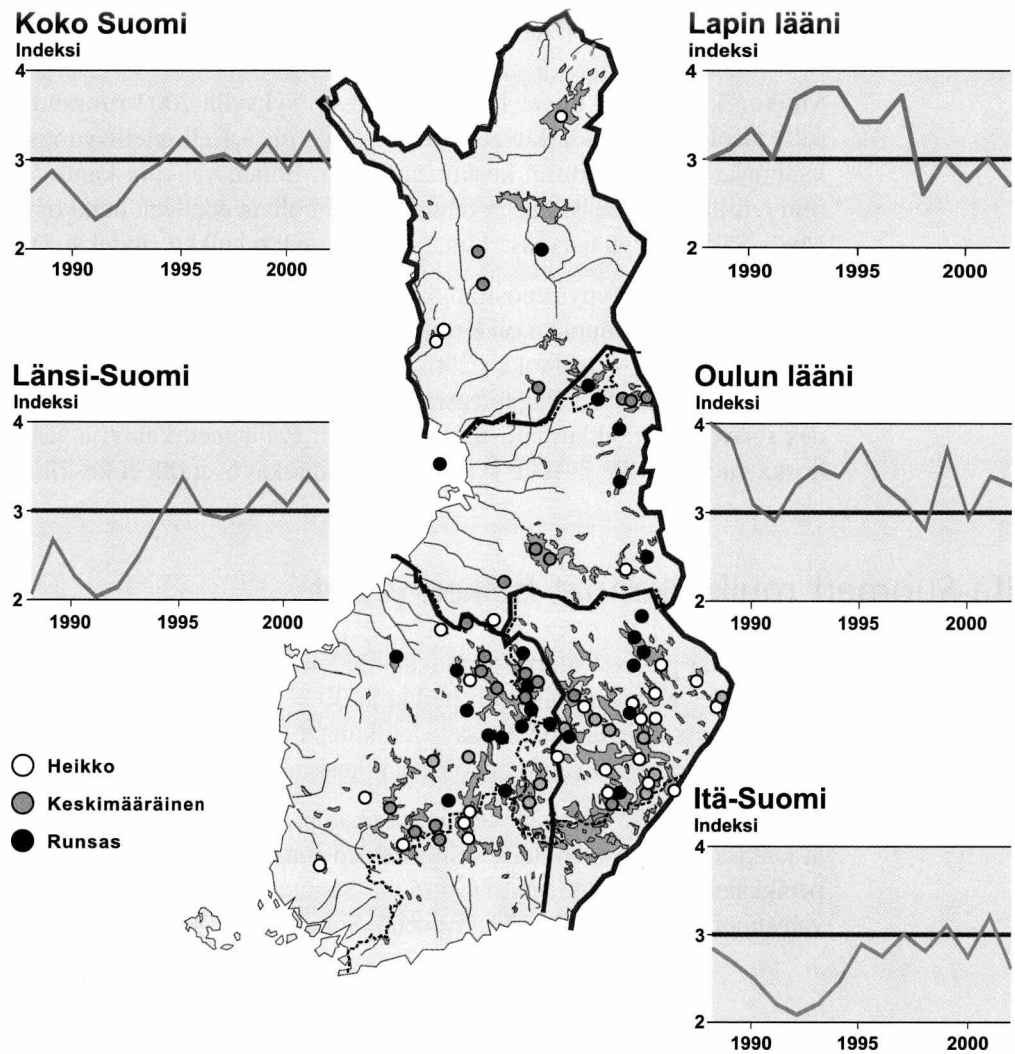 Koko Suomi
Indeksi
4
3
2
1990 1995 2000
Lapin lääni
indeksi
4
3
2
1990 1995 2000
Länsi-Suomi
Indeksi
4
3
2
1990 1995 2000
Oulun lääni
Indeksi
4
3
2
1990 1995 2000
Heikko
Keskimääräinen
Runsas
Itä-Suomi
Indeksi
4
3
2
1990 1995 2000